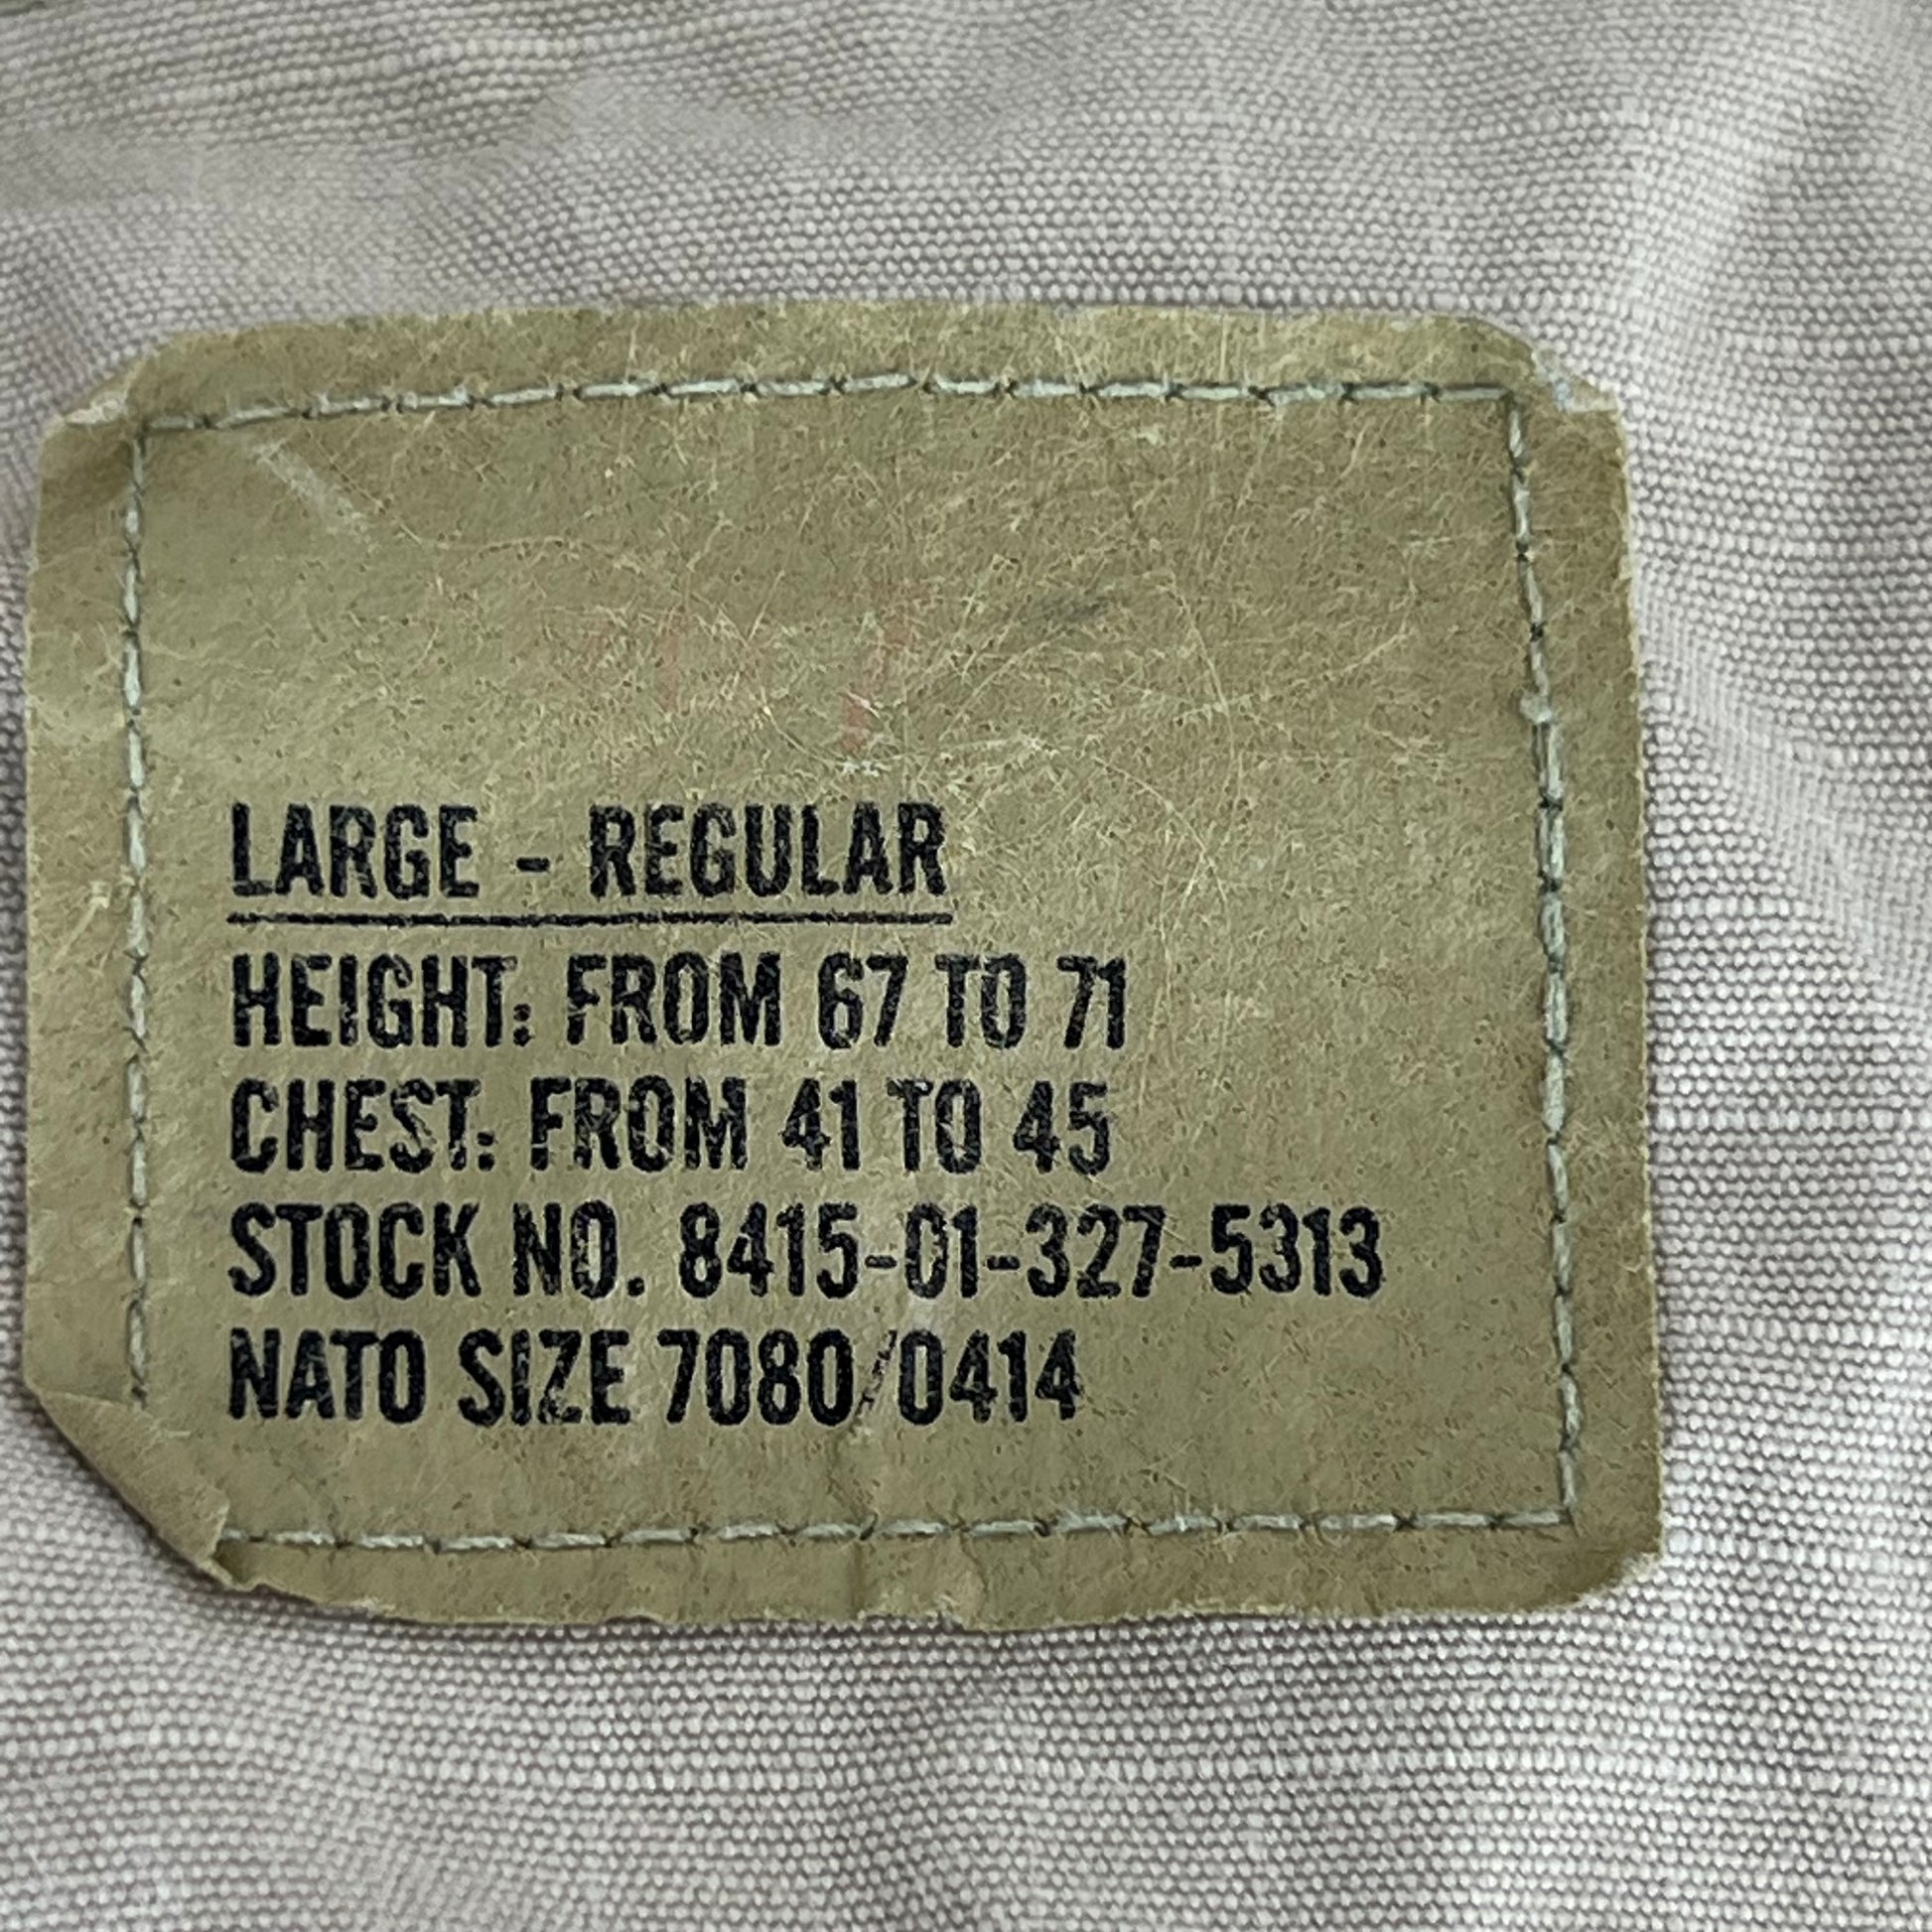 LARGE - REGULAR
HEIGHT: FROM 67 TO 71
CHEST: FROM 41 TO 45
STOCK NO. 8415-01-327-5313
NATO SIZE 7080/0414